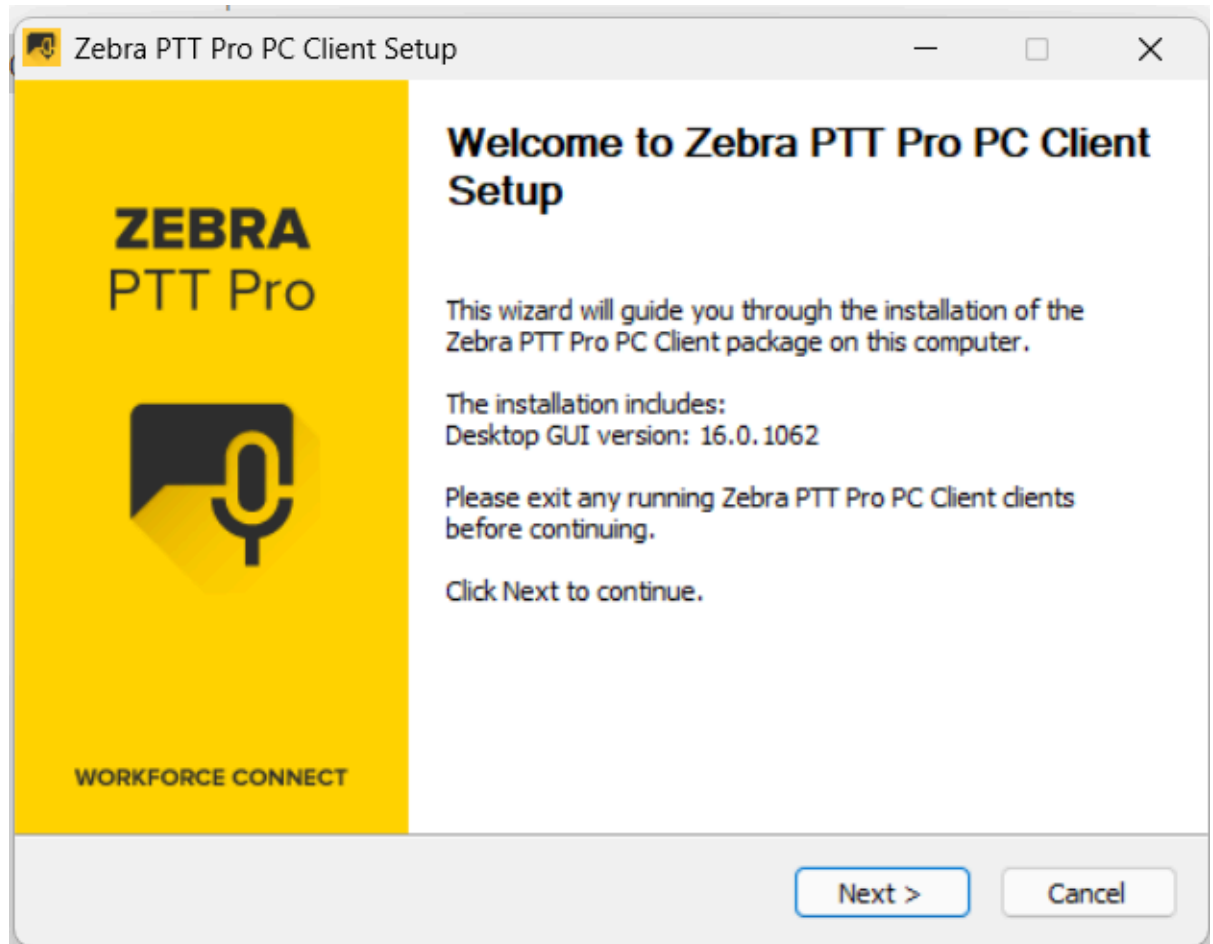 Zebra PTT Pro PC Client Setup
ZEBRA
PTT Pro
WORKFORCE CONNECT
Welcome to Zebra PTT Pro PC Client
Setup
This wizard will guide you through the installation of the
Zebra PTT Pro PC Client package on this computer.
The installation includes:
Desktop GUI version: 16.0.1062
Please exit any running Zebra PTT Pro PC Client clients
before continuing.
Click Next to continue.
Next >
Cancel